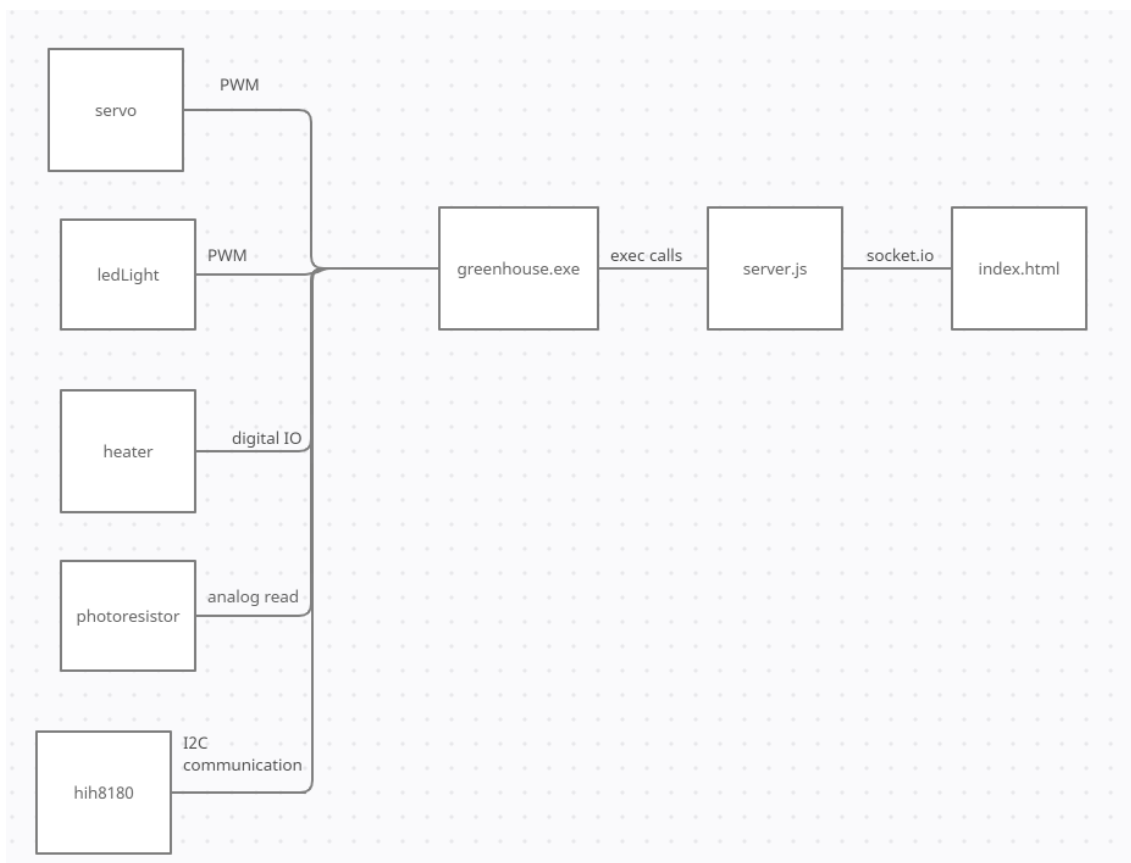 PWM
servo
PWM
ledLight
greenhouse.exe
exec calls
server.js
socket.io
index.html
digital IO
heater
analog read
photoresistor
I2C
communication
hih8180